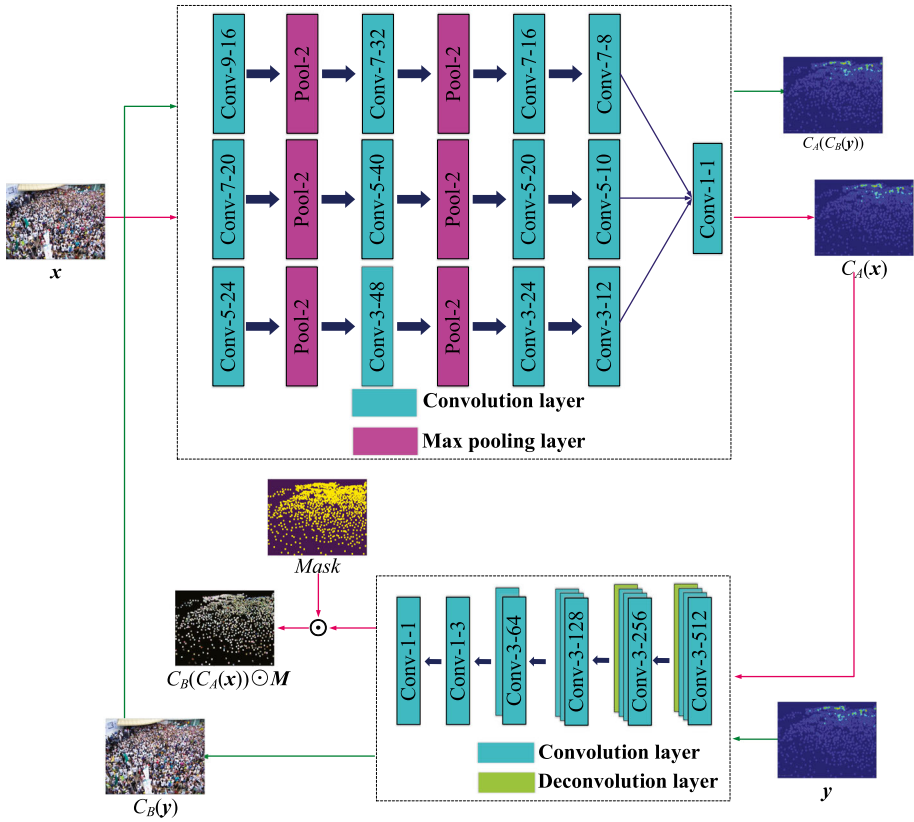 Conv-9-16
Pool-2
Conv-7-32
Pool-2
Conv-7-16
Conv-7-8
C_A(C_B(y))
Conv-7-20
Pool-2
Conv-5-40
Pool-2
Conv-5-20
Conv-5-10
Conv-1-1
x
C_A(x)
Conv-5-24
Pool-2
Conv-3-48
Pool-2
Conv-3-24
Conv-3-12
Convolution layer
Max pooling layer
Mask
C_B(C_A(x))⊙M
Conv-1-1
Conv-1-3
Conv-3-64
Conv-3-128
Conv-3-256
Conv-3-512
Convolution layer
Deconvolution layer
C_B(y)
y